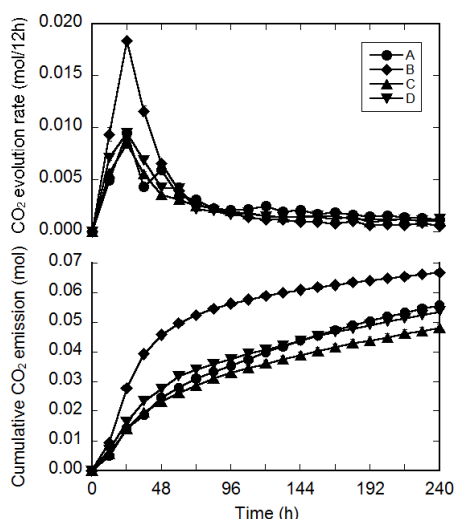 0.020
0.015
0.010
0.005
0.000
CO₂ evolution rate (mol/12h)
A
B
C
D
0.07
0.06
0.05
0.04
0.03
0.02
0.01
0.00
Cumulative CO₂ emission (mol)
0 48 96 144 192 240
Time (h)